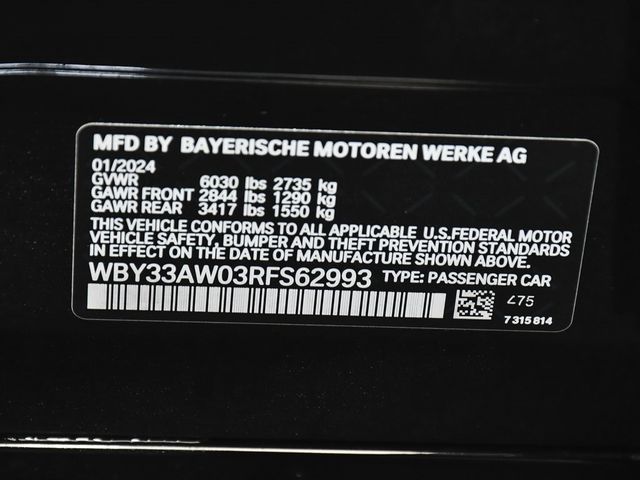 MFD BY BAYERISCHE MOTOREN WERKE AG
01/2024
GVWR 6030 lbs 2735 kg
GAWR FRONT 2844 lbs 1290 kg
GAWR REAR 3417 lbs 1550 kg
THIS VEHICLE CONFORMS TO ALL APPLICABLE U.S.FEDERAL MOTOR
VEHICLE SAFETY, BUMPER AND THEFT PREVENTION STANDARDS
IN EFFECT ON THE DATE OF MANUFACTURE SHOWN ABOVE.
WBY33AW03RFS62993 TYPE: PASSENGER CAR
475
7 315 814